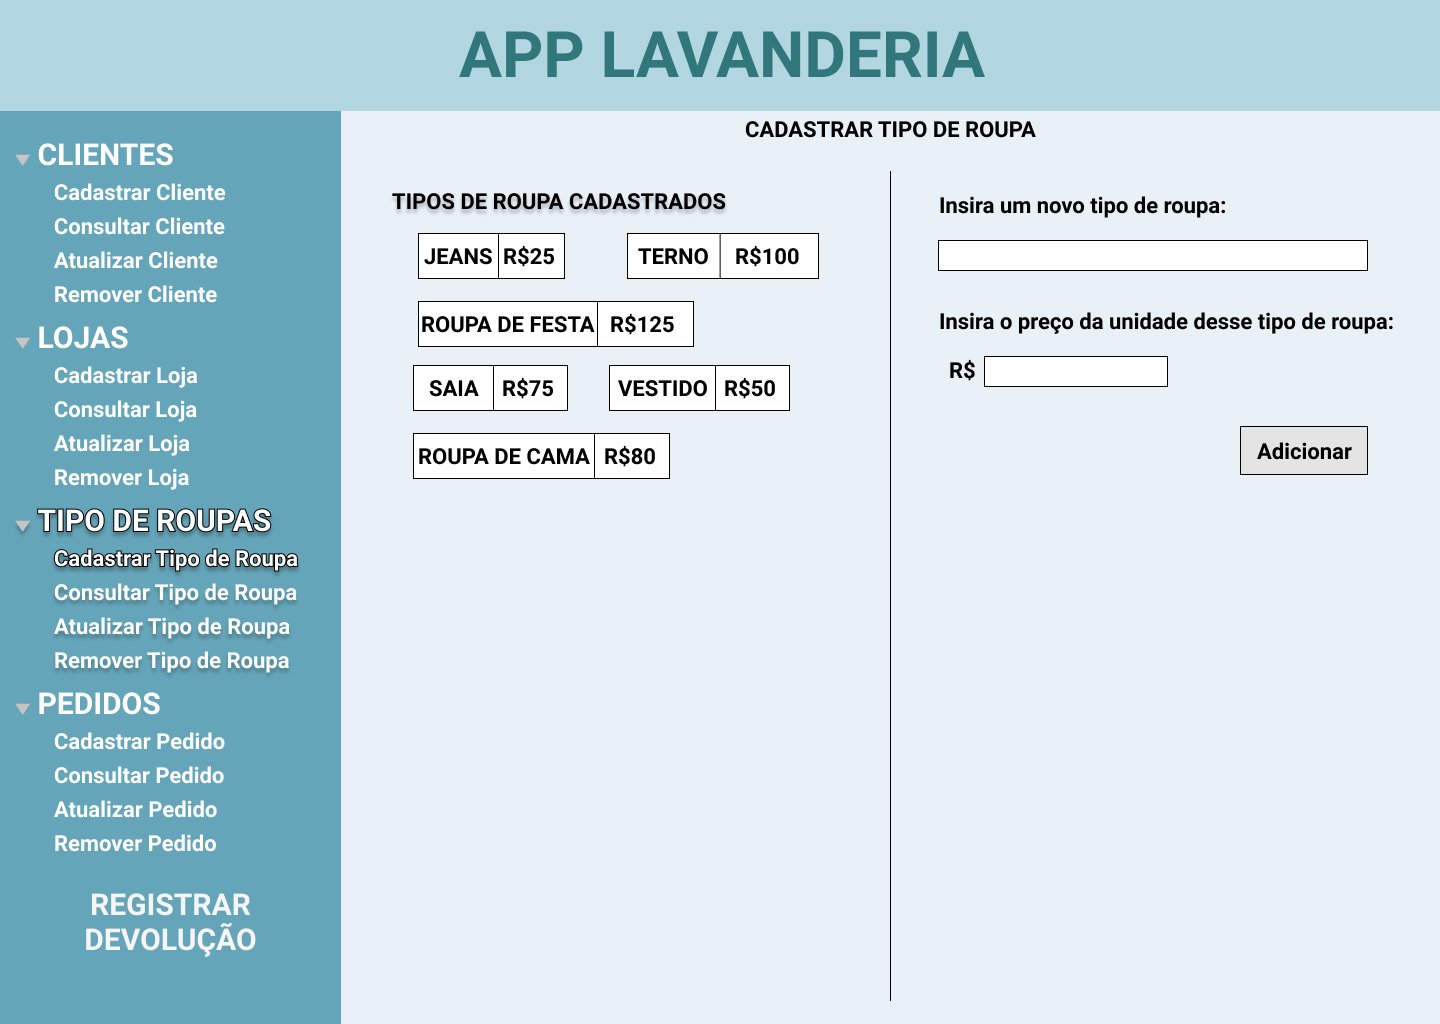 APP LAVANDERIA
CLIENTES
Cadastrar Cliente
Consultar Cliente
Atualizar Cliente
Remover Cliente
LOJAS
Cadastrar Loja
Consultar Loja
Atualizar Loja
Remover Loja
TIPO DE ROUPAS
Cadastrar Tipo de Roupa
Consultar Tipo de Roupa
Atualizar Tipo de Roupa
Remover Tipo de Roupa
PEDIDOS
Cadastrar Pedido
Consultar Pedido
Atualizar Pedido
Remover Pedido
REGISTRAR
DEVOLUÇÃO
CADASTRAR TIPO DE ROUPA
TIPOS DE ROUPA CADASTRADOS
JEANS R$25 TERNO R$100
ROUPA DE FESTA R$125
SAIA R$75 VESTIDO R$50
ROUPA DE CAMA R$80
Insira um novo tipo de roupa:
Insira o preço da unidade desse tipo de roupa:
R$
Adicionar